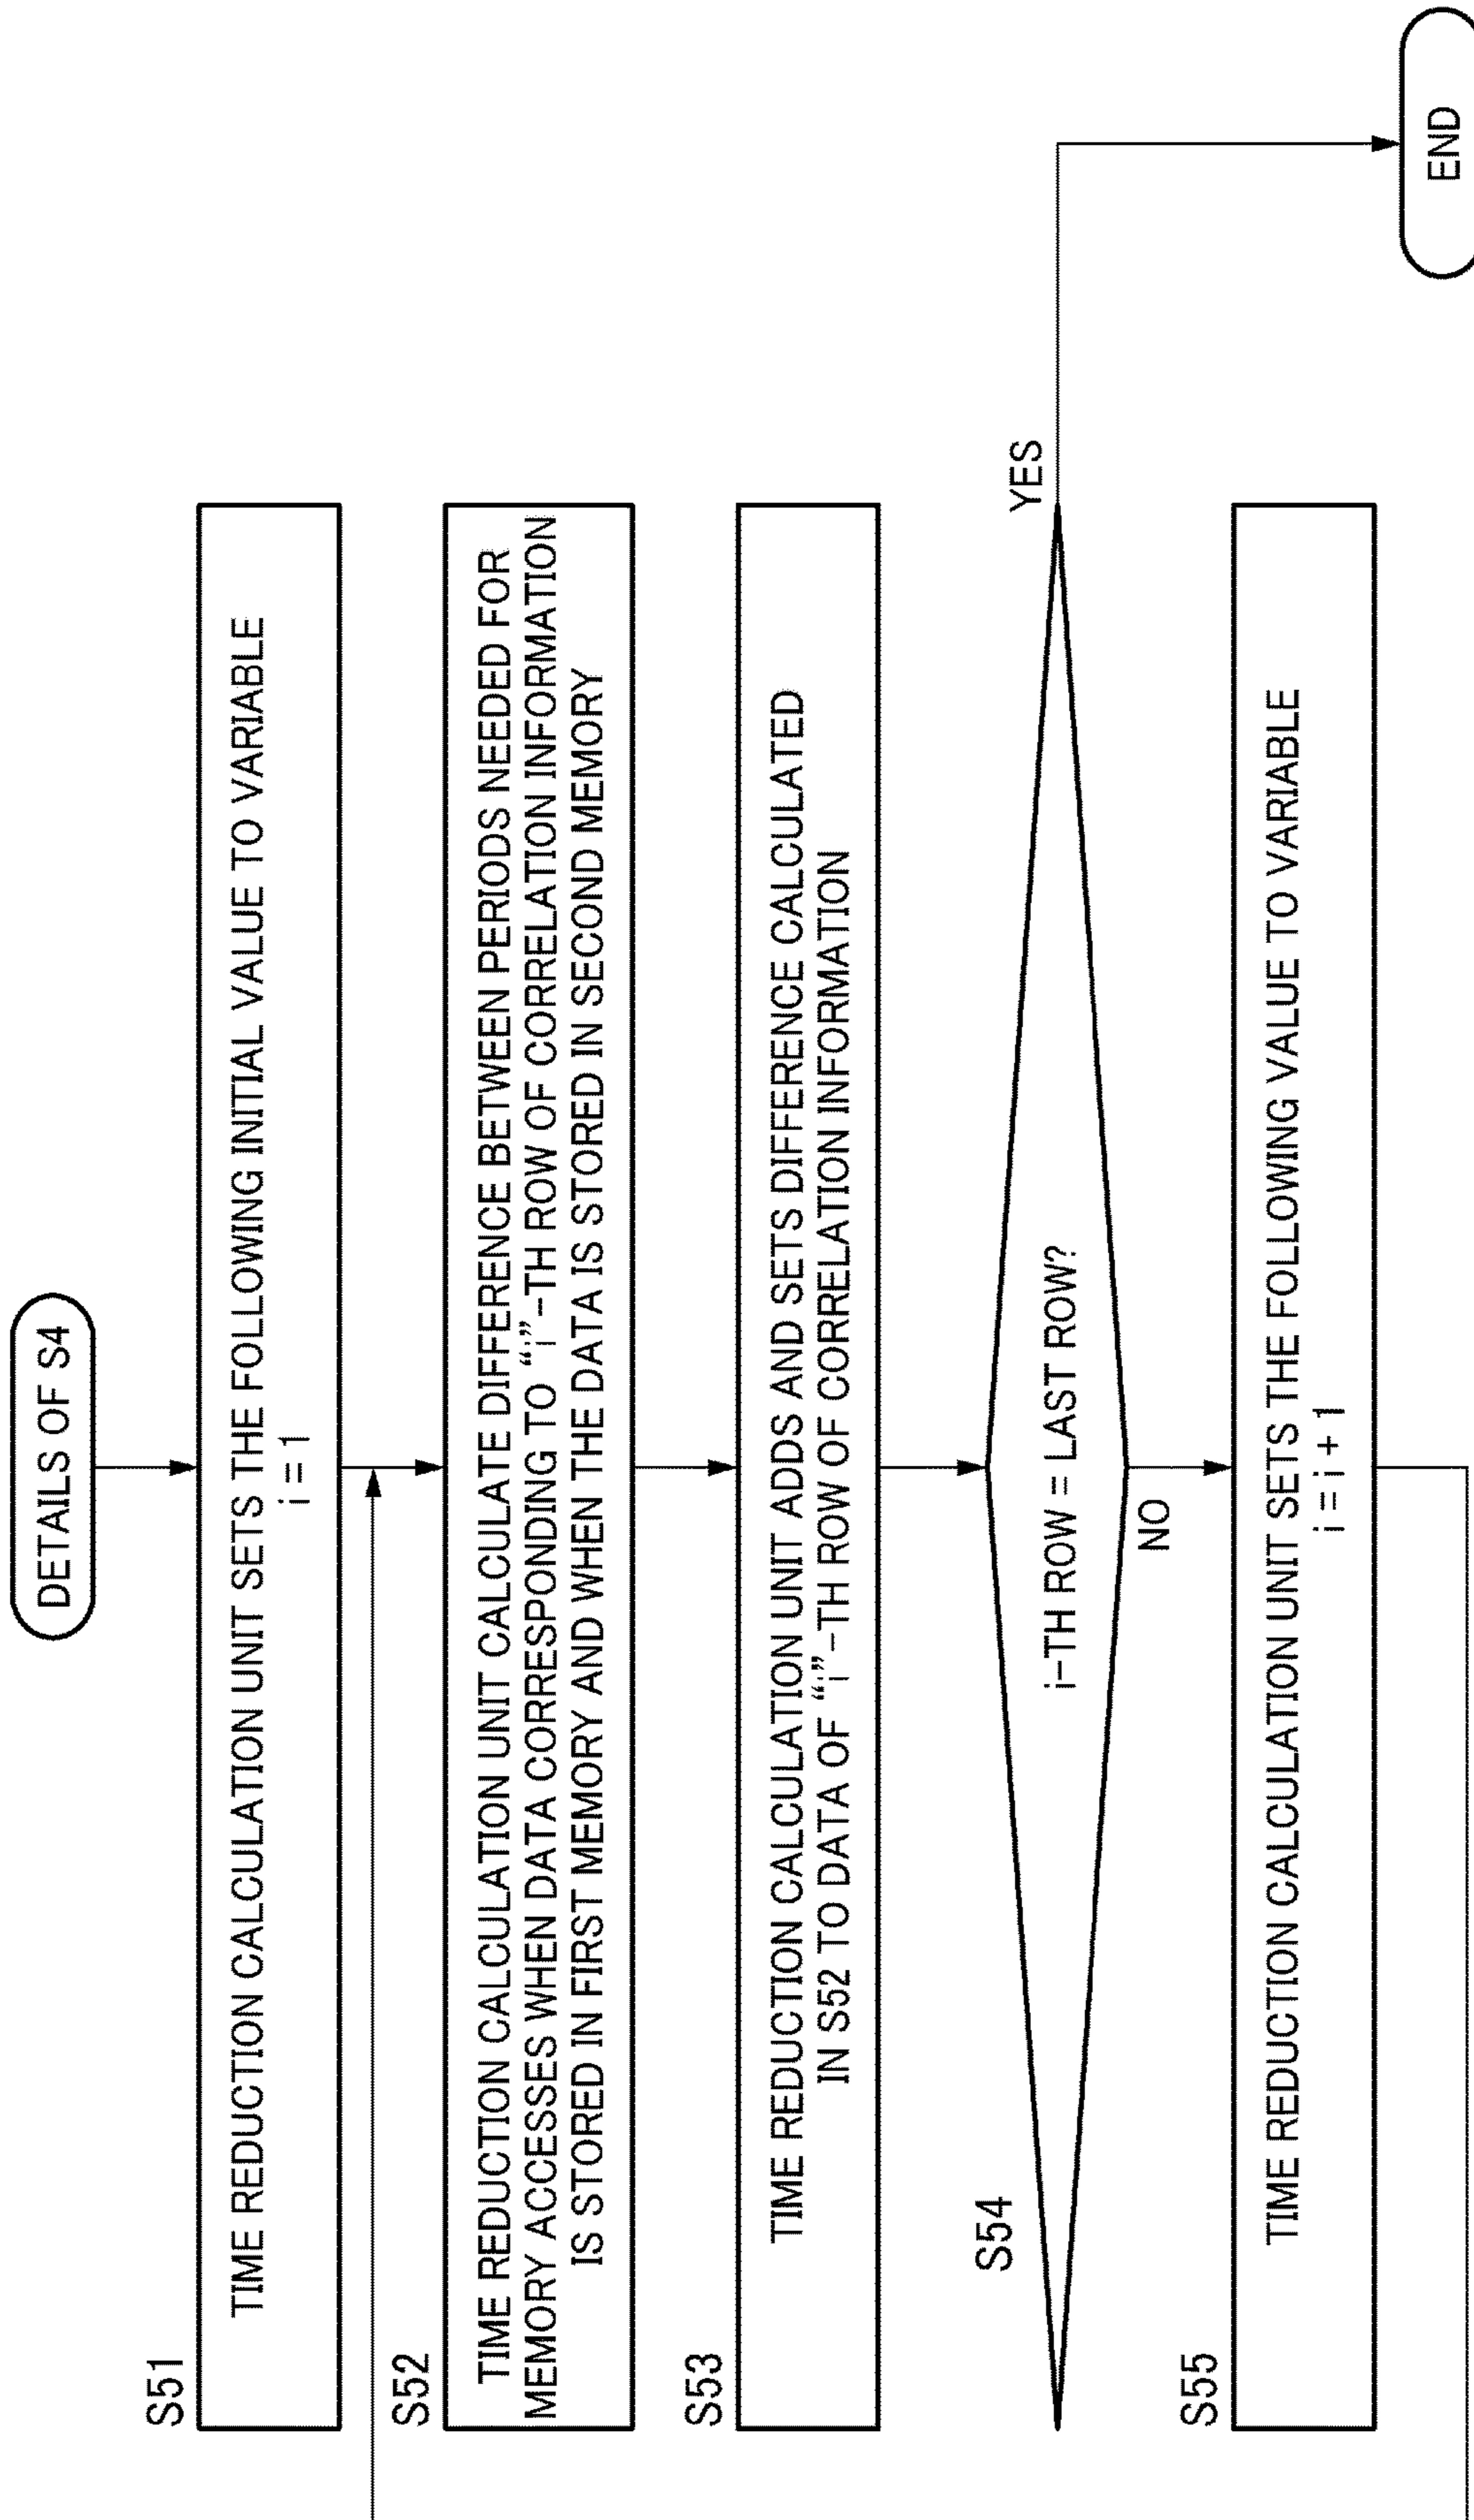 DETAILS OF S4
S51
TIME REDUCTION CALCULATION UNIT SETS THE FOLLOWING INITIAL VALUE TO VARIABLE
i = 1
S52
TIME REDUCTION CALCULATION UNIT CALCULATE DIFFERENCE BETWEEN PERIODS NEEDED FOR
MEMORY ACCESSES WHEN DATA CORRESPONDING TO “i”-TH ROW OF CORRELATION INFORMATION
IS STORED IN FIRST MEMORY AND WHEN THE DATA IS STORED IN SECOND MEMORY
S53
TIME REDUCTION CALCULATION UNIT ADDS AND SETS DIFFERENCE CALCULATED
IN S52 TO DATA OF “i”-TH ROW OF CORRELATION INFORMATION
S54
i-TH ROW = LAST ROW?
YES
NO
S55
TIME REDUCTION CALCULATION UNIT SETS THE FOLLOWING VALUE TO VARIABLE
i = i + 1
END